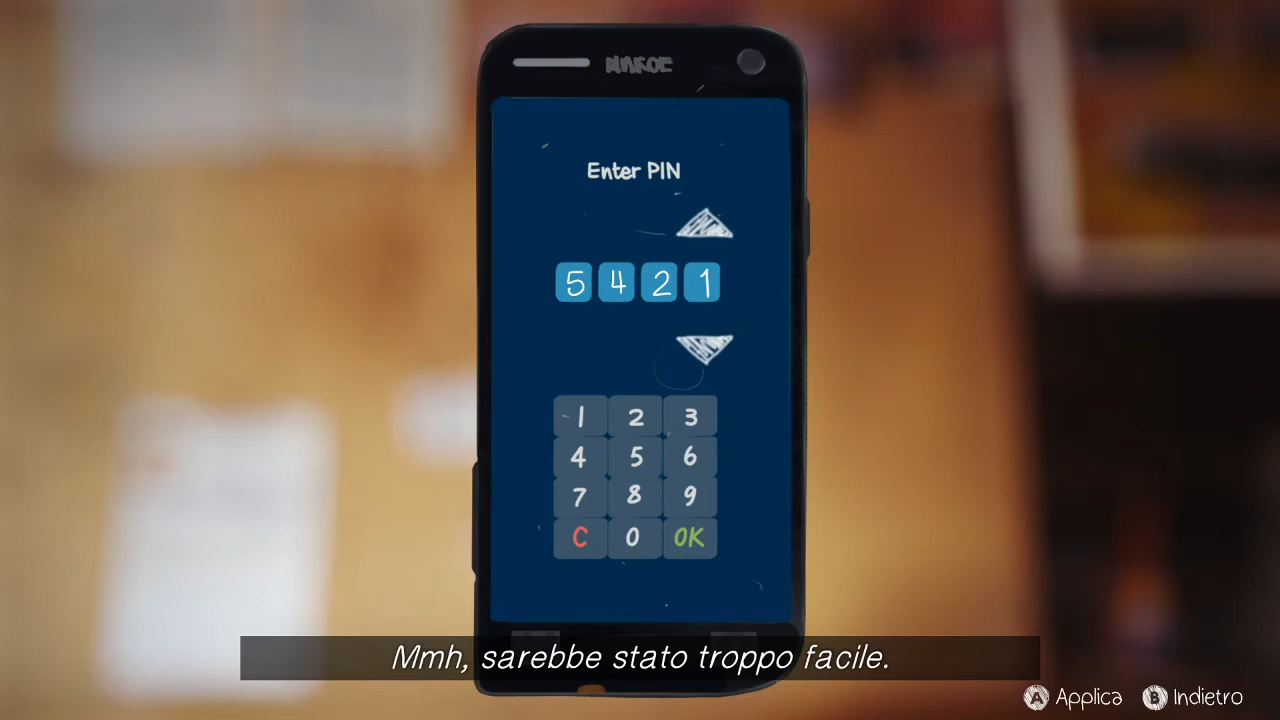 Enter PIN
5 4 2 1
1 2 3
4 5 6
7 8 9
C 0 OK
Mmh, sarebbe stato troppo facile.
A Applica B Indietro